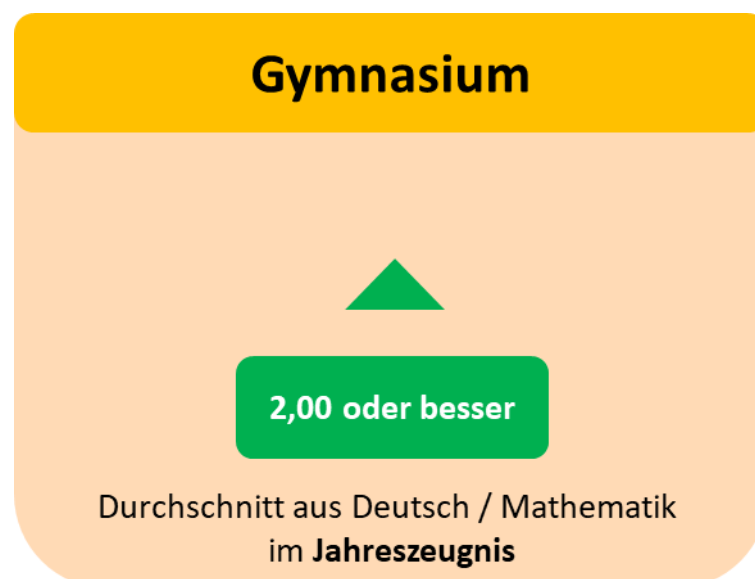 Gymnasium
2,00 oder besser
Durchschnitt aus Deutsch / Mathematik
im Jahreszeugnis